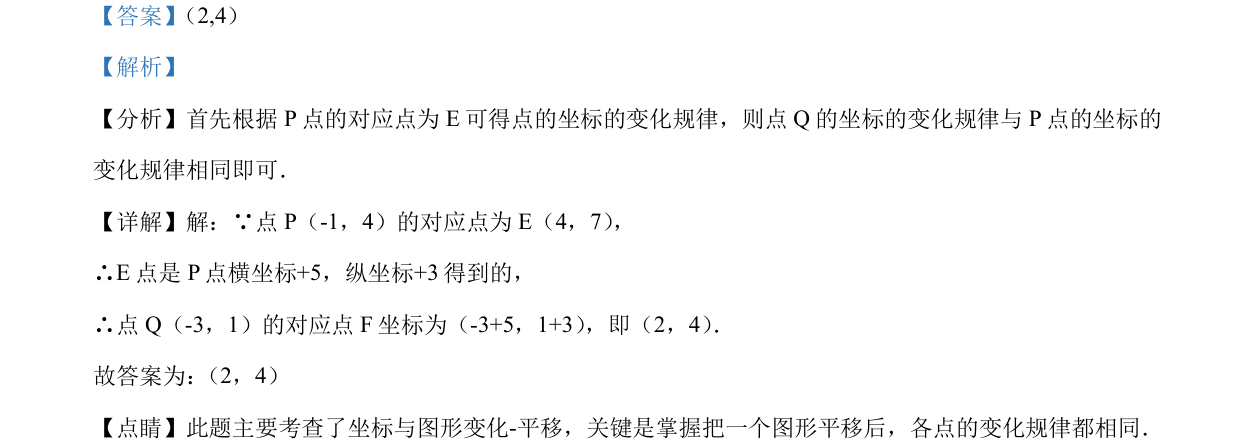 【答案】（2,4）
【解析】
【分析】首先根据 P 点的对应点为 E 可得点的坐标的变化规律，则点 Q 的坐标的变化规律与 P 点的坐标的
变化规律相同即可．
【详解】解：∵点 P（-1，4）的对应点为 E（4，7），
∴E 点是 P 点横坐标+5，纵坐标+3 得到的，
∴点 Q（-3，1）的对应点 F 坐标为（-3+5，1+3），即（2，4）．
故答案为：（2，4）
【点睛】此题主要考查了坐标与图形变化-平移，关键是掌握把一个图形平移后，各点的变化规律都相同．